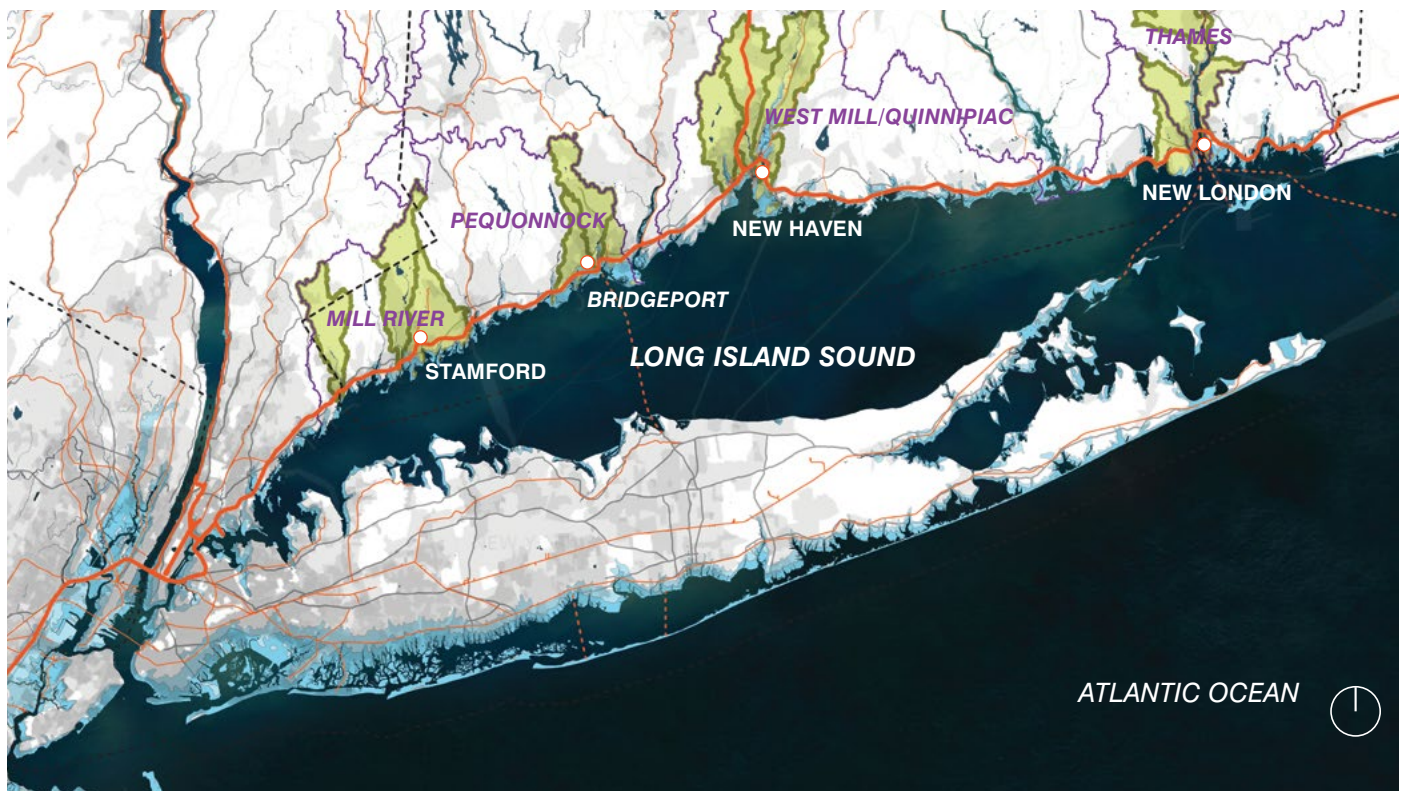 THAMES
WEST MILL/QUINNIPIAC
NEW LONDON
PEQUONNOCK
NEW HAVEN
BRIDGEPORT
MILL RIVER
LONG ISLAND SOUND
STAMFORD
ATLANTIC OCEAN